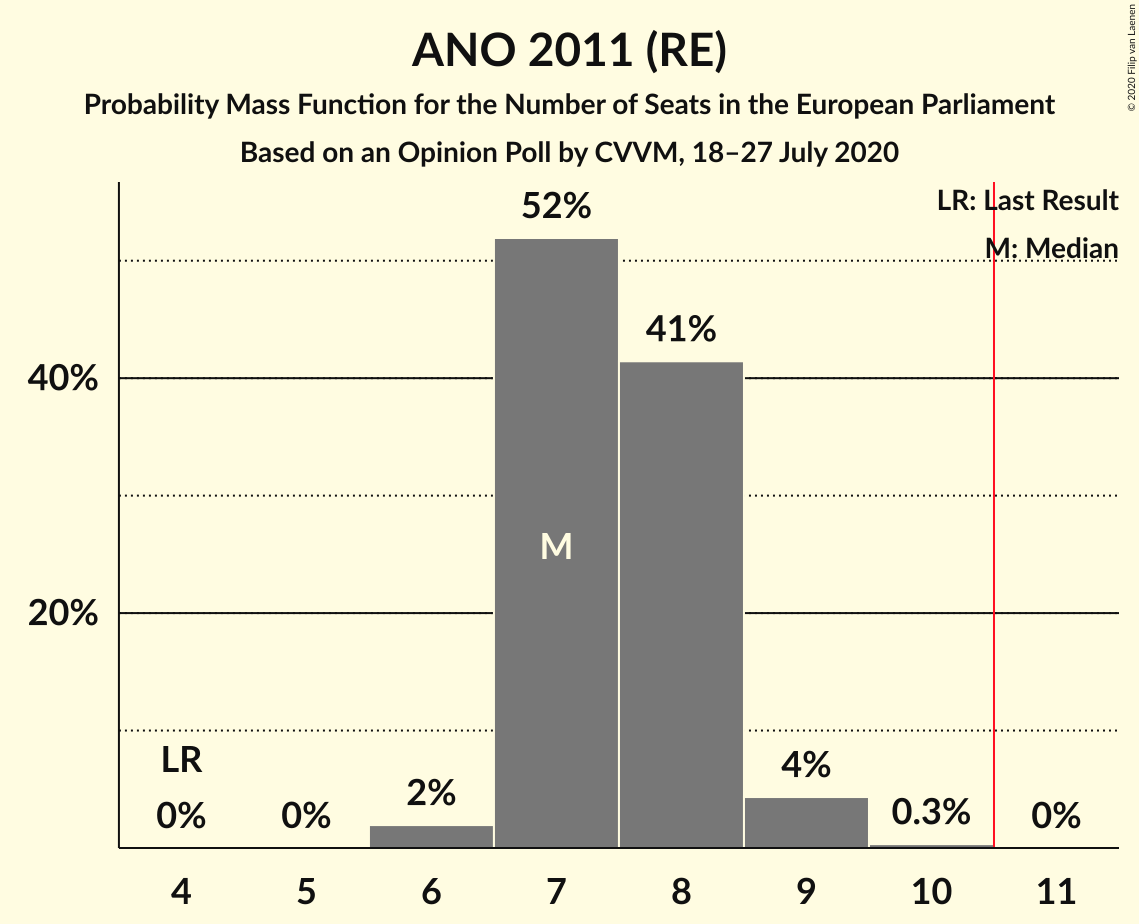 ANO 2011 (RE)
Probability Mass Function for the Number of Seats in the European Parliament
Based on an Opinion Poll by CVVM, 18–27 July 2020
© 2020 Filip van Laenen
LR: Last Result
M: Median
52%
41%
40%
M
20%
LR
0%
0%
2%
4%
0.3%
0%
4
5
6
7
8
9
10
11